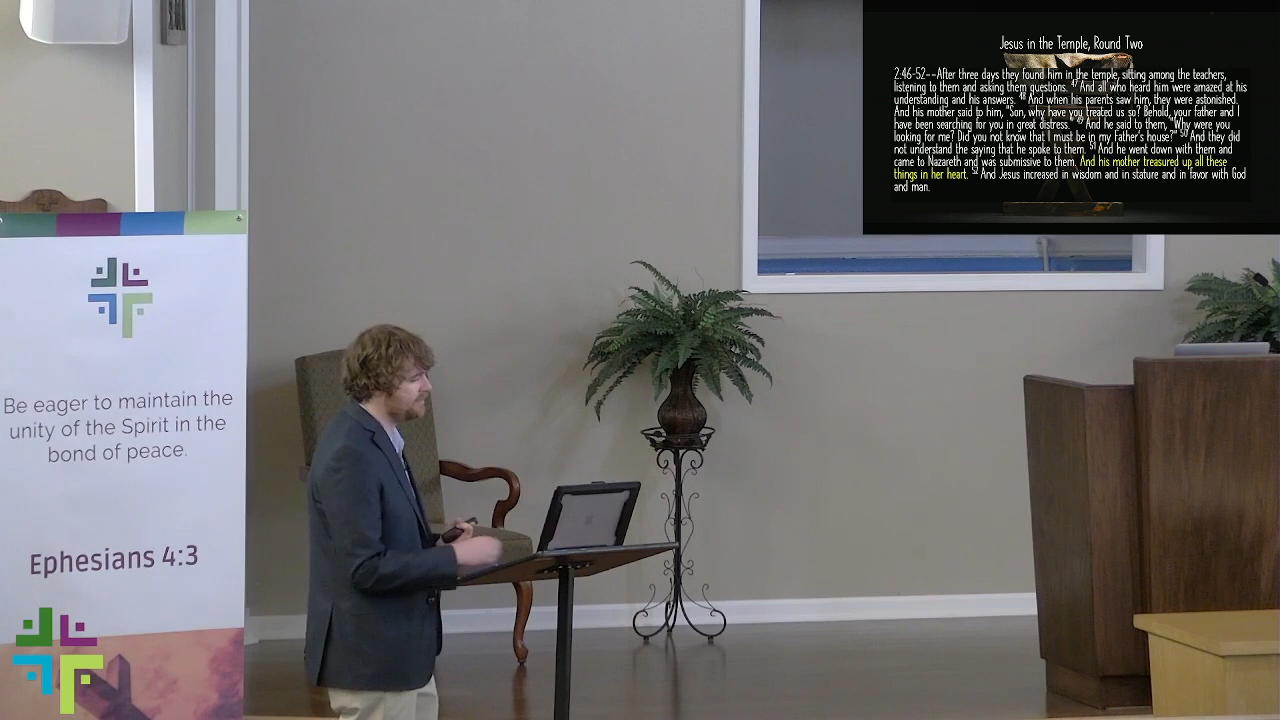 Jesus in the Temple, Round Two
2.46-52--After three days they found him in the temple, sitting among the teachers,
listening to them and asking them questions. 47 And all who heard him were amazed at his
understanding and his answers. 48 And when his parents saw him, they were astonished.
And his mother said to him, "Son, why have you treated us so? Behold, your father and I
have been searching for you in great distress." 49 And he said to them, "Why were you
looking for me? Did you not know that I must be in my Father's house?" 50 And they did
not understand the saying that he spoke to them. 51 And he went down with them and
came to Nazareth and was submissive to them. And his mother treasured up all these
things in her heart. 52 And Jesus increased in wisdom and in stature and in favor with God
and man.
Be eager to maintain the
unity of the Spirit in the
bond of peace.
Ephesians 4:3